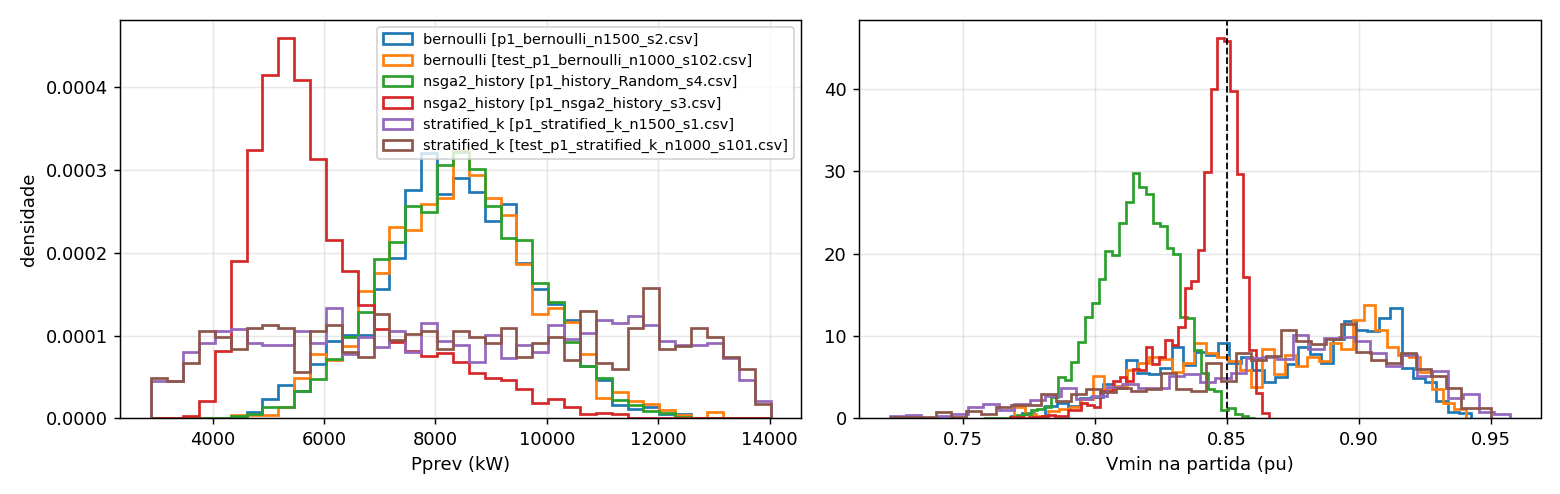 bernoulli [p1_bernoulli_n1500_s2.csv]
bernoulli [test_p1_bernoulli_n1000_s102.csv]
nsga2_history [p1_history_Random_s4.csv]
nsga2_history [p1_nsga2_history_s3.csv]
stratified_k [p1_stratified_k_n1500_s1.csv]
stratified_k [test_p1_stratified_k_n1000_s101.csv]
densidade
0.0004
0.0003
0.0002
0.0001
0.0000
4000 6000 8000 10000 12000 14000
Pprev (kW)
40
30
20
10
0
0.75 0.80 0.85 0.90 0.95
Vmin na partida (pu)